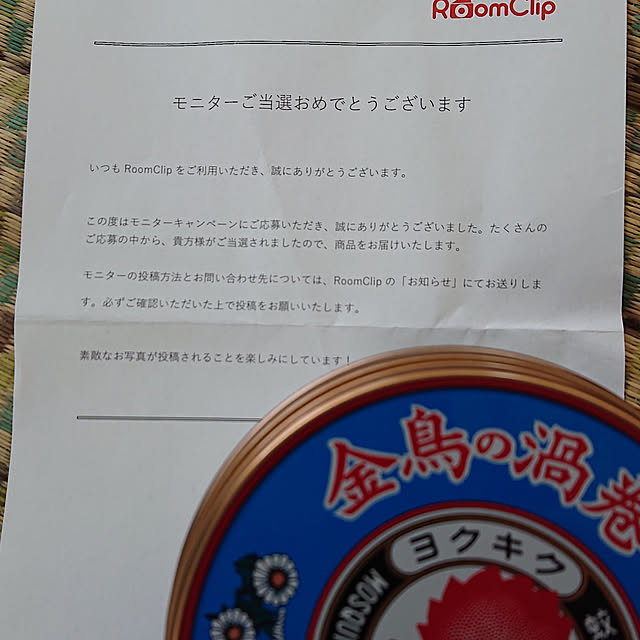 RoomClip
モニターご当選おめでとうございます
いつも RoomClip をご利用いただき、誠にありがとうございます。
この度はモニターキャンペーンにご応募いただき、誠にありがとうございました。たくさんの
ご応募の中から、貴方様がご当選されましたので、商品をお届けいたします。
モニターの投稿方法とお問い合わせ先については、RoomClip の「お知らせ」にてお送りしま
す。必ずご確認いただいた上で投稿をお願いいたします。
素敵なお写真が投稿されることを楽しみにしています！
金鳥の渦巻
ヨクキク